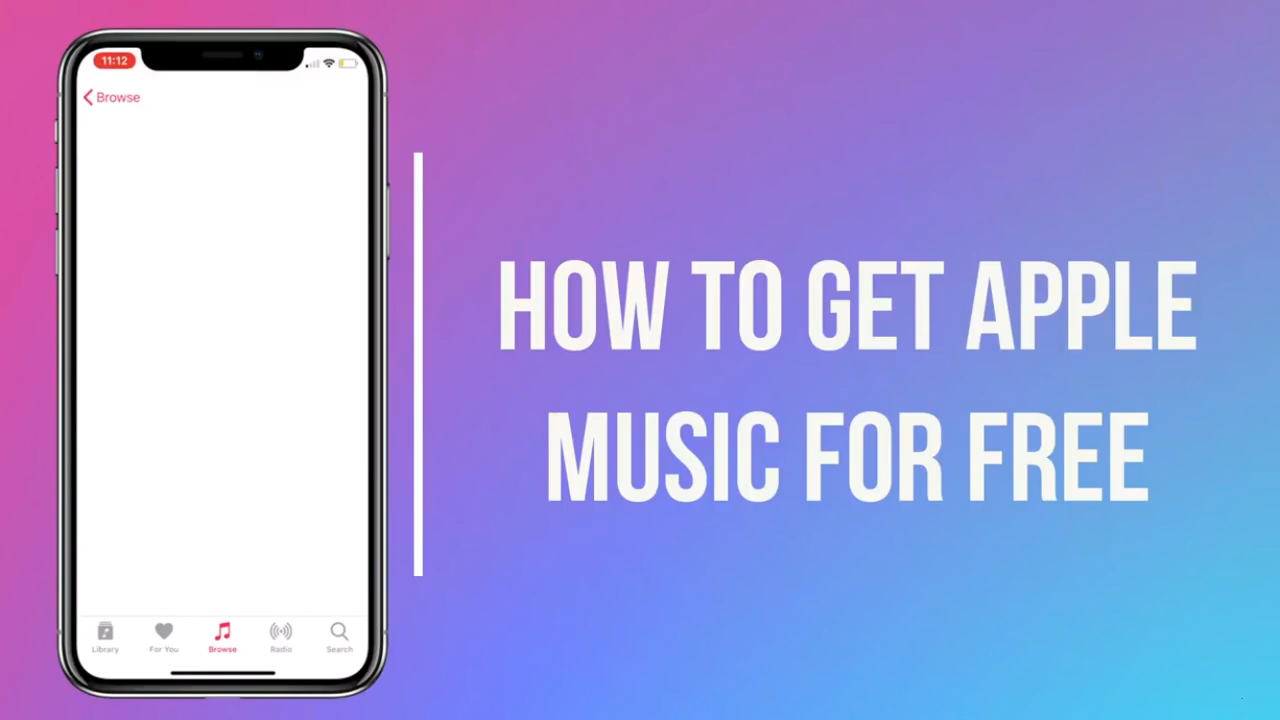 11:12
Browse
HOW TO GET APPLE
MUSIC FOR FREE
Library For You Browse Radio Search